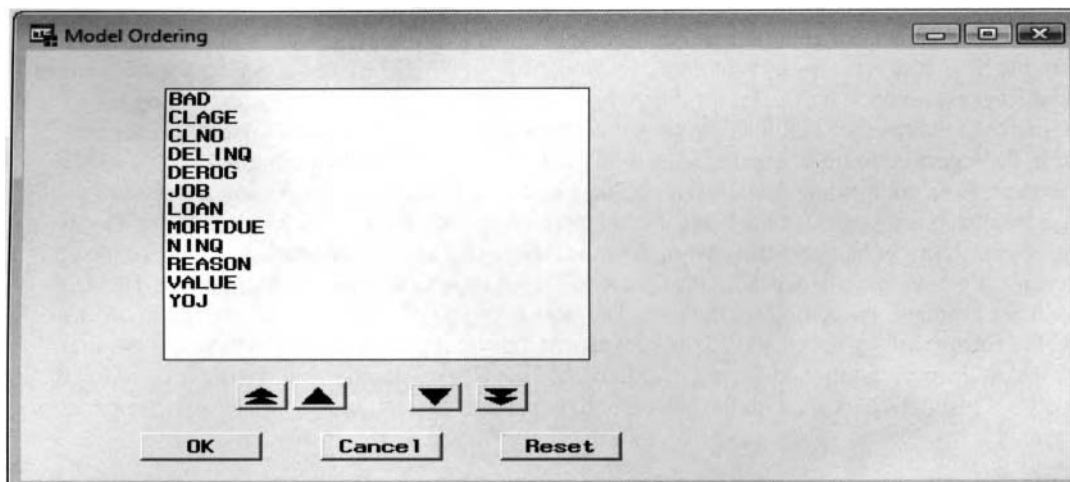 Model Ordering
BAD
CLAGE
CLNO
DELINQ
DEROG
JOB
LOAN
MORTDUE
NINQ
REASON
VALUE
YOJ
OK Cancel Reset